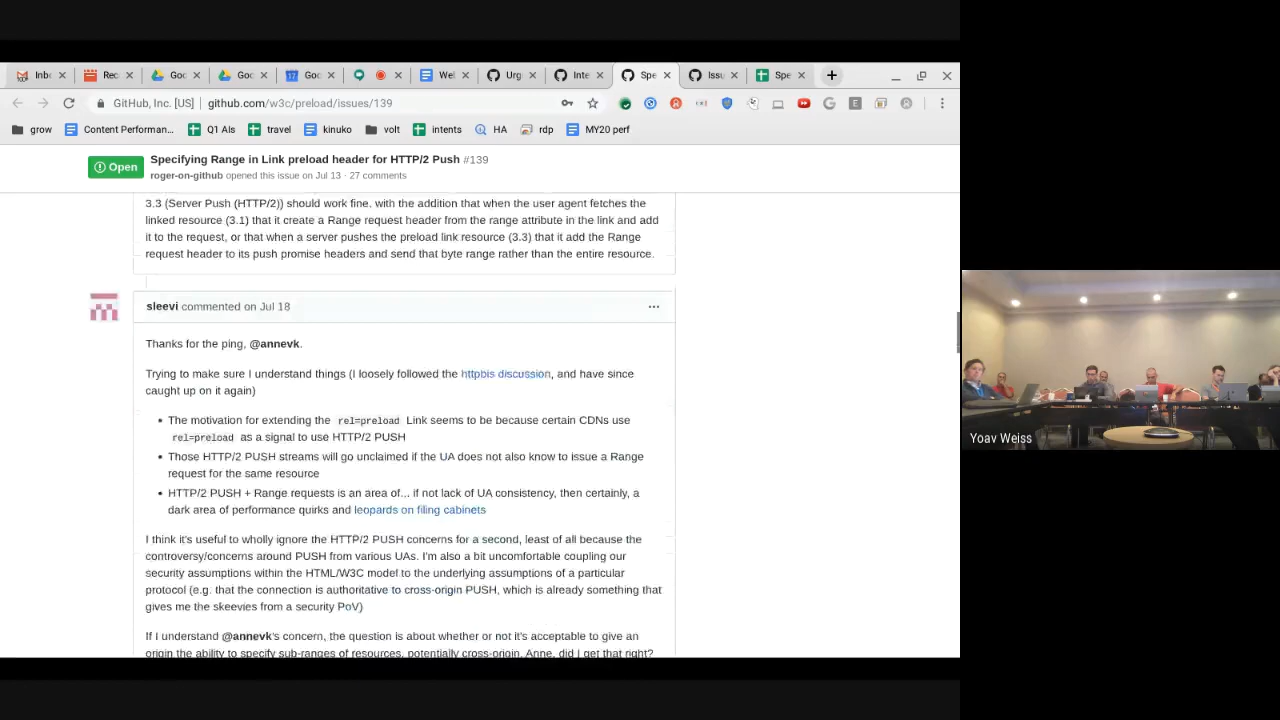 Inb
Rec
Goo
Goo
Goo
Wel
Urg
Inte
Spe
Issu
Spe
GitHub, Inc. [US]
github.com/w3c/preload/issues/139
grow
Content Performan...
Q1 AIs
travel
kinuko
volt
intents
HA
rdp
MY20 perf
Open
Specifying Range in Link preload header for HTTP/2 Push #139
roger-on-github opened this issue on Jul 13 · 27 comments
3.3 (Server Push (HTTP/2)) should work fine, with the addition that when the user agent fetches the
linked resource (3.1) that it create a Range request header from the range attribute in the link and add
it to the request, or that when a server pushes the preload link resource (3.3) that it add the Range
request header to its push promise headers and send that byte range rather than the entire resource.
sleevi commented on Jul 18
Thanks for the ping, @annevk.
Trying to make sure I understand things (I loosely followed the httpbis discussion, and have since
caught up on it again)
• The motivation for extending the rel=preload Link seems to be because certain CDNs use
rel=preload as a signal to use HTTP/2 PUSH
• Those HTTP/2 PUSH streams will go unclaimed if the UA does not also know to issue a Range
request for the same resource
• HTTP/2 PUSH + Range requests is an area of... if not lack of UA consistency, then certainly, a
dark area of performance quirks and leopards on filing cabinets
I think it's useful to wholly ignore the HTTP/2 PUSH concerns for a second, least of all because the
controversy/concerns around PUSH from various UAs. I'm also a bit uncomfortable coupling our
security assumptions within the HTML/W3C model to the underlying assumptions of a particular
protocol (e.g. that the connection is authoritative to cross-origin PUSH, which is already something that
gives me the skeevies from a security PoV)
If I understand @annevk's concern, the question is about whether or not it's acceptable to give an
origin the ability to specify sub-ranges of resources, potentially cross-origin. Anne, did I get that right?
Yoav Weiss